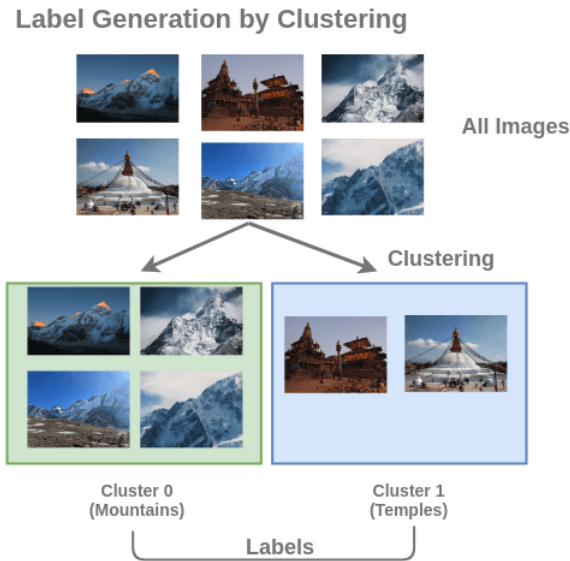 Label Generation by Clustering
All Images
Clustering
Cluster 0
(Mountains)
Cluster 1
(Temples)
Labels